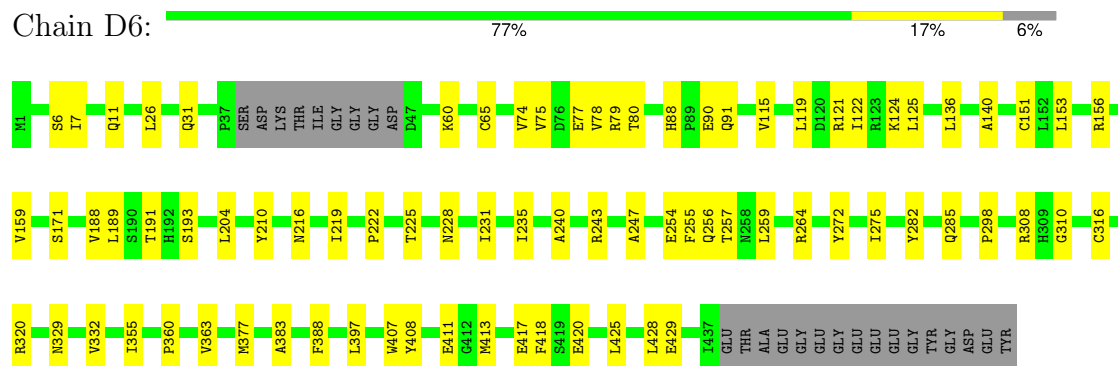 Chain D6:
77% 17% 6%
M1 S6 I7 Q11 L26 Q31 P37 SER ASP LYS THR ILE GLY GLY GLY ASP D47 K60 C65 V74 V75 D76 E77 V78 R79 T80 H88 P89 E90 Q91 V115 L119 D120 R121 I122 R123 K124 L125 L136 A140 C151 L152 L153 R156
V159 S171 V188 L189 S190 T191 H192 S193 L204 Y210 N216 I219 P222 T225 N228 I231 I235 A240 R243 A247 E254 F255 Q256 T257 N258 L259 R264 Y272 I275 Y282 Q285 P298 R308 H309 G310 C316
R320 N329 V332 I355 P360 V363 M377 A383 F388 L397 W407 Y408 E411 G412 M413 E417 F418 S419 E420 L425 L428 E429 I437 GLU THR ALA GLU GLY GLU GLY GLU GLU GLU GLY TYR GLY ASP GLU TYR